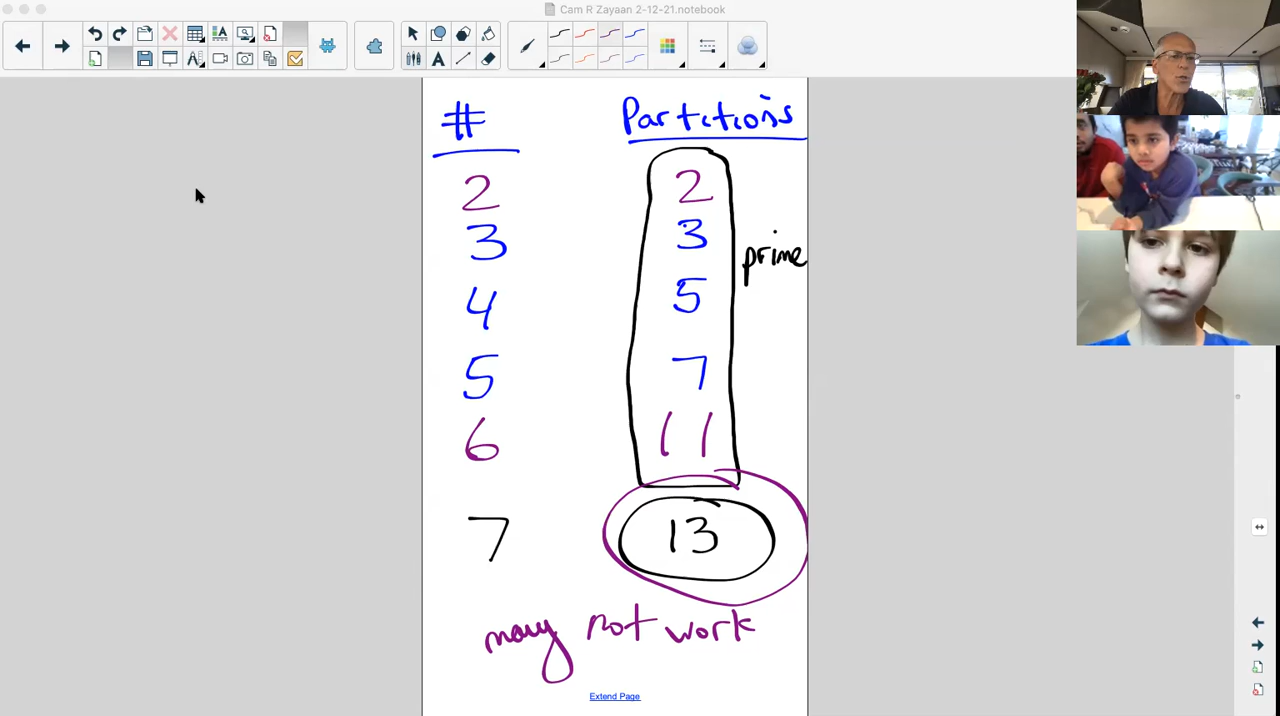 Cam R Zayaan 2-12-21.notebook
# Partitions
2 2
3 3
prime
4 5
5 7
6 11
7 13
may not work
Extend Page